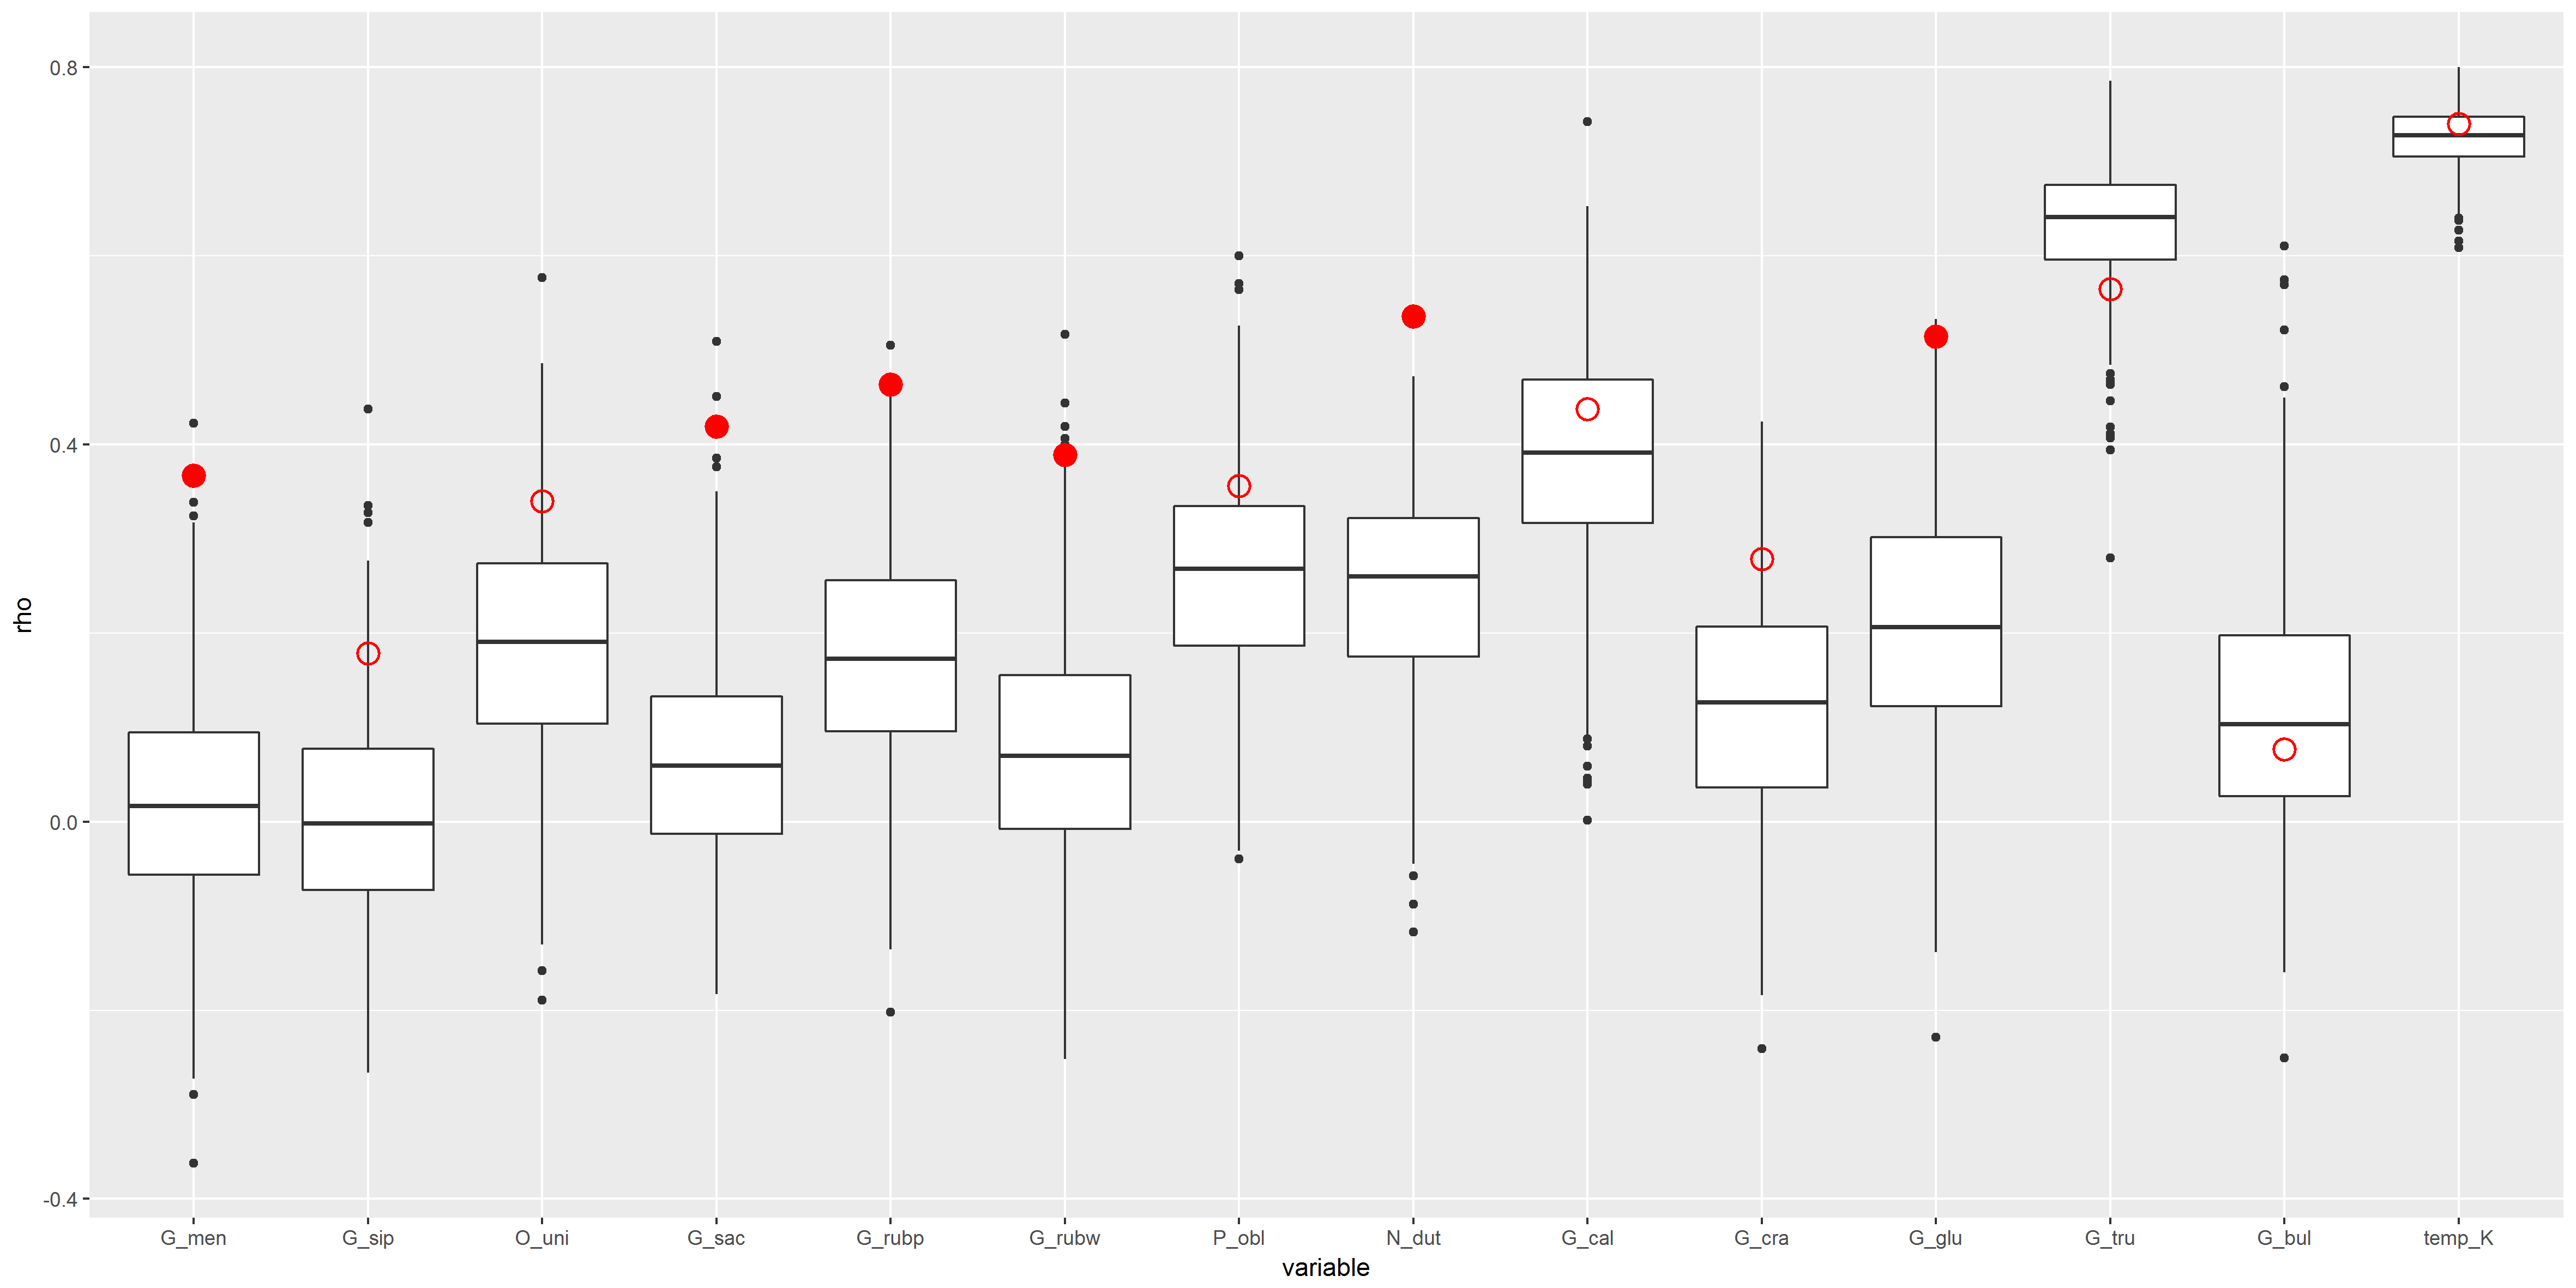 0.8
0.4
0.0
-0.4
rho
G_men G_sip O_uni G_sac G_rubp G_rubw P_obl N_dut G_cal G_cra G_glu G_tru G_bul temp_K
variable